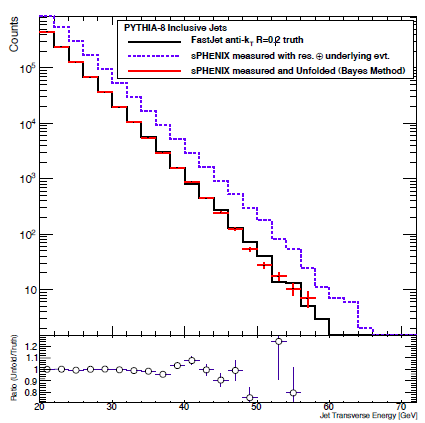 Counts
PYTHIA-8 Inclusive Jets
FastJet anti-kT R=0.2 truth
sPHENIX measured with res. ⊕ underlying evt.
sPHENIX measured and Unfolded (Bayes Method)
10^5
10^4
10^3
10^2
10
Ratio (Unfold/Truth)
1.2
1.1
1
0.9
0.8
20 30 40 50 60 70
Jet Transverse Energy [GeV]